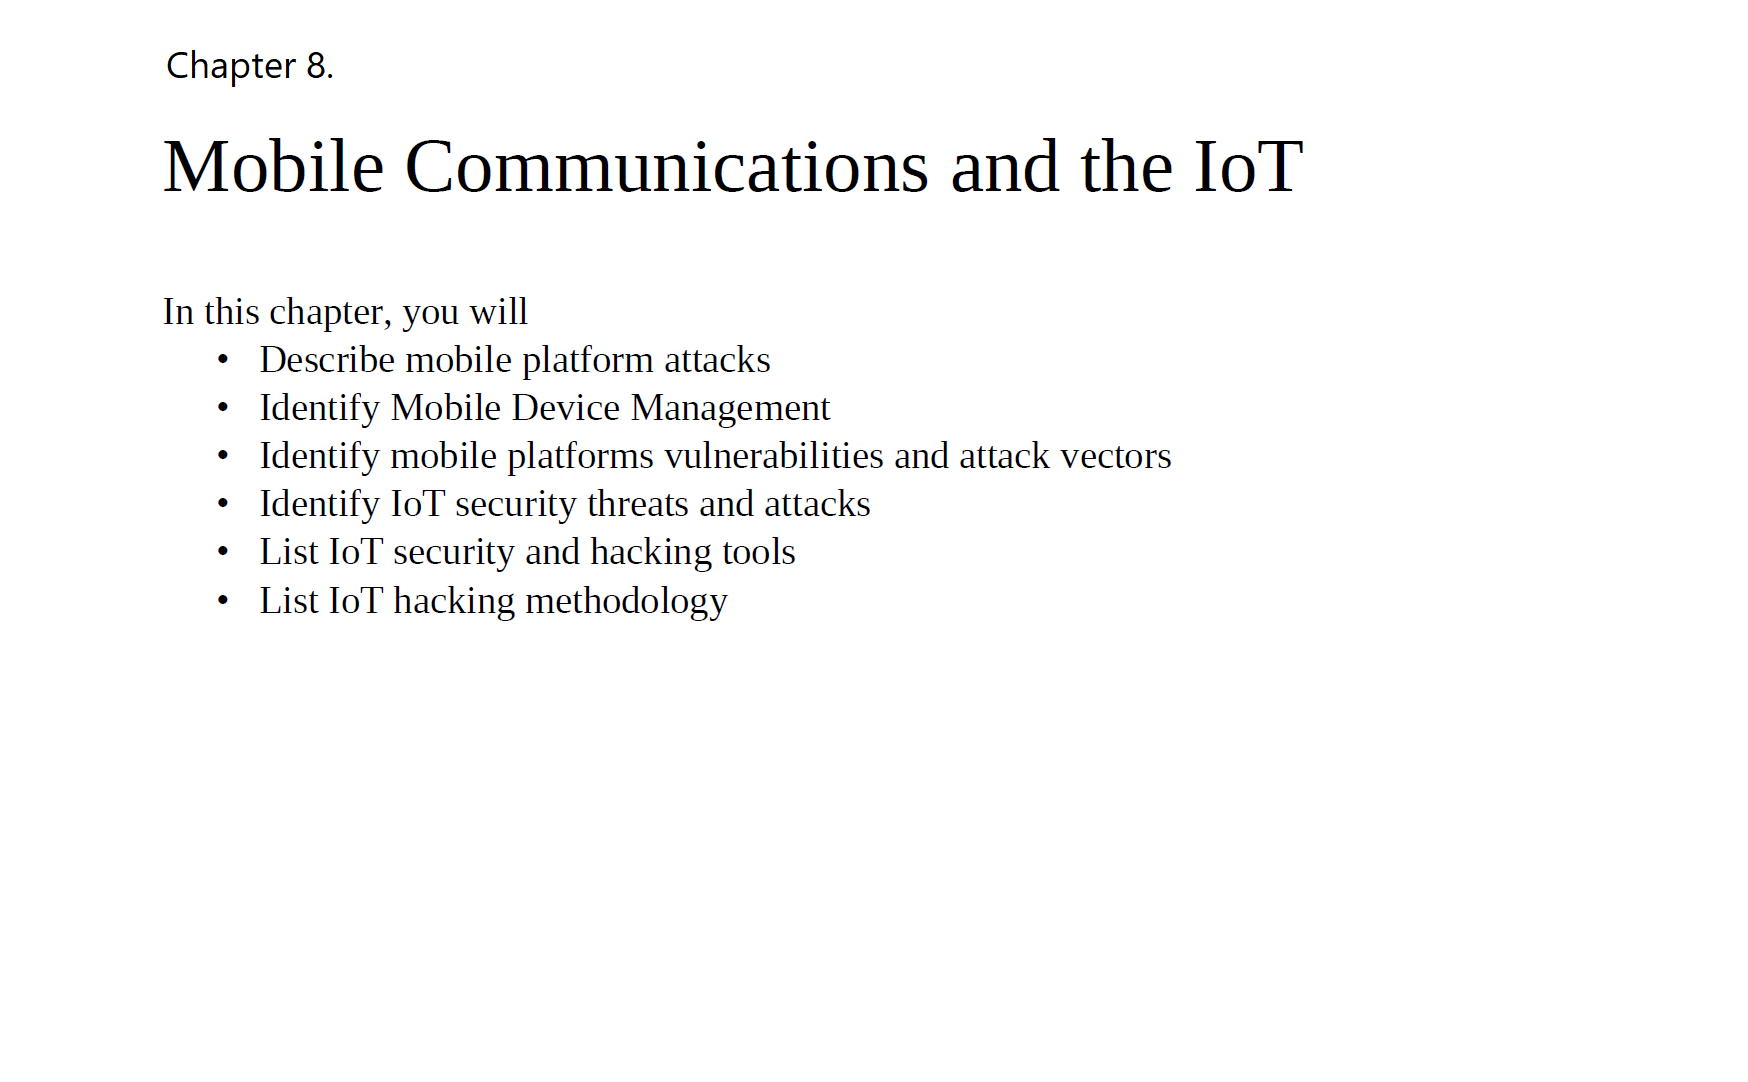 Chapter 8.
Mobile Communications and the IoT
In this chapter, you will
• Describe mobile platform attacks
• Identify Mobile Device Management
• Identify mobile platforms vulnerabilities and attack vectors
• Identify IoT security threats and attacks
• List IoT security and hacking tools
• List IoT hacking methodology